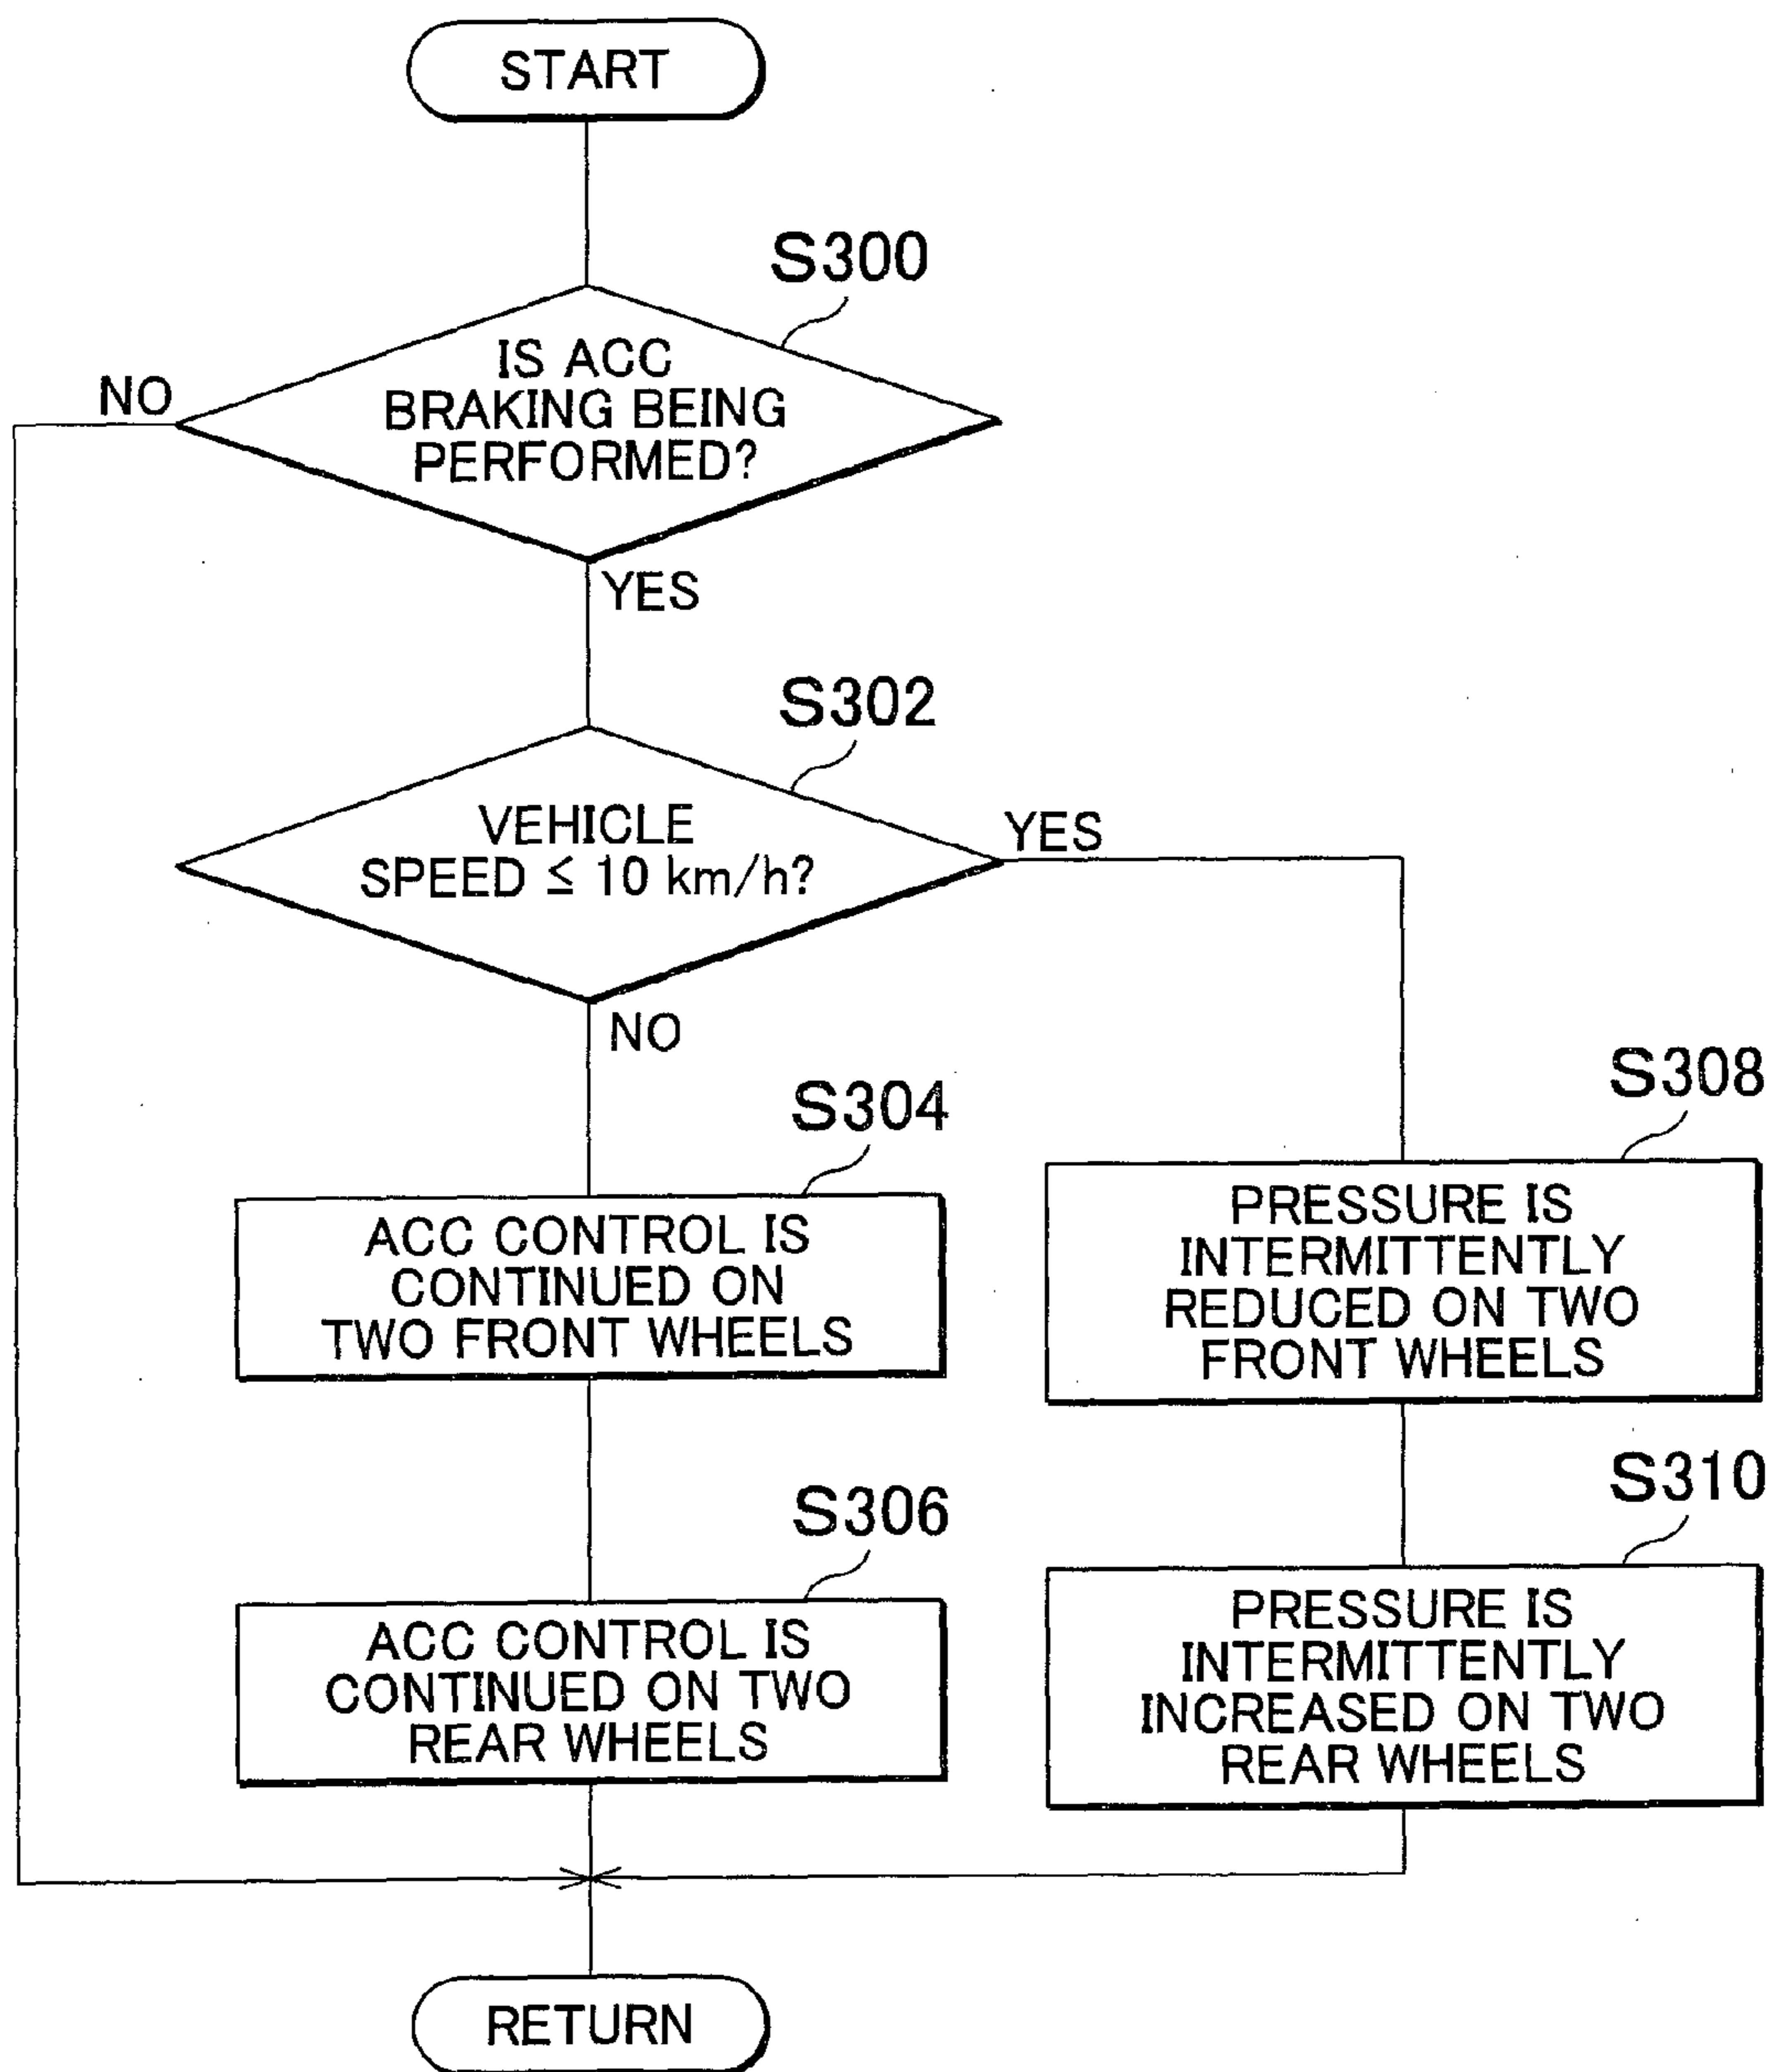 START
S300
IS ACC
BRAKING BEING
PERFORMED?
NO
YES
S302
VEHICLE
SPEED ≤ 10 km/h?
YES
NO
S304
ACC CONTROL IS
CONTINUED ON
TWO FRONT WHEELS
S308
PRESSURE IS
INTERMITTENTLY
REDUCED ON TWO
FRONT WHEELS
S306
ACC CONTROL IS
CONTINUED ON TWO
REAR WHEELS
S310
PRESSURE IS
INTERMITTENTLY
INCREASED ON TWO
REAR WHEELS
RETURN